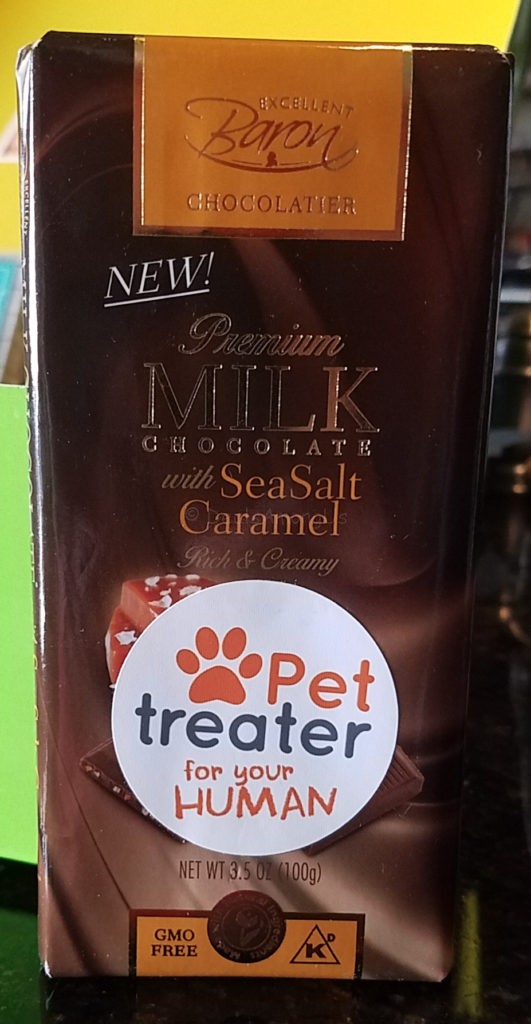 EXCELLENT
Baron
CHOCOLATIER
NEW!
Premium
MILK
CHOCOLATE
with SeaSalt
Caramel
Rich & Creamy
Pet
treater
for your
HUMAN
NET WT 3.5 OZ (100g)
GMO
FREE
K D